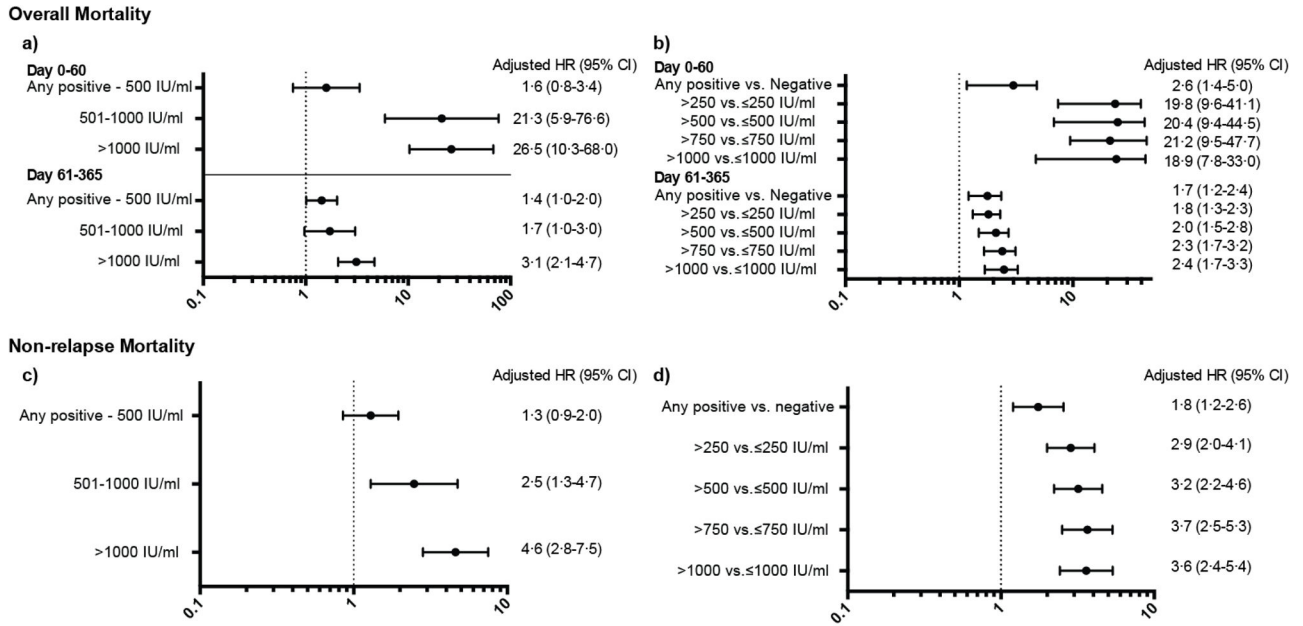 Overall Mortality
a)
Adjusted HR (95% CI)
Day 0-60
Any positive - 500 IU/ml
1·6 (0·8-3·4)
501-1000 IU/ml
21·3 (5·9-76·6)
>1000 IU/ml
26·5 (10·3-68·0)
Day 61-365
Any positive - 500 IU/ml
1·4 (1·0-2·0)
501-1000 IU/ml
1·7 (1·0-3·0)
>1000 IU/ml
3·1 (2·1-4·7)
0.1
1
10
100
b)
Adjusted HR (95% CI)
Day 0-60
Any positive vs. Negative
2·6 (1·4-5·0)
>250 vs.≤250 IU/ml
19·8 (9·6-41·1)
>500 vs.≤500 IU/ml
20·4 (9·4-44·5)
>750 vs.≤750 IU/ml
21·2 (9·5-47·7)
>1000 vs.≤1000 IU/ml
18·9 (7·8-33·0)
Day 61-365
Any positive vs. Negative
1·7 (1·2-2·4)
>250 vs.≤250 IU/ml
1·8 (1·3-2·3)
>500 vs.≤500 IU/ml
2·0 (1·5-2·8)
>750 vs.≤750 IU/ml
2·3 (1·7-3·2)
>1000 vs.≤1000 IU/ml
2·4 (1·7-3·3)
0.1
1
10
Non-relapse Mortality
c)
Adjusted HR (95% CI)
Any positive - 500 IU/ml
1·3 (0·9-2·0)
501-1000 IU/ml
2·5 (1·3-4·7)
>1000 IU/ml
4·6 (2·8-7·5)
0.1
1
10
d)
Adjusted HR (95% CI)
Any positive vs. negative
1·8 (1·2-2·6)
>250 vs.≤250 IU/ml
2·9 (2·0-4·1)
>500 vs.≤500 IU/ml
3·2 (2·2-4·6)
>750 vs.≤750 IU/ml
3·7 (2·5-5·3)
>1000 vs.≤1000 IU/ml
3·6 (2·4-5·4)
0.1
1
10